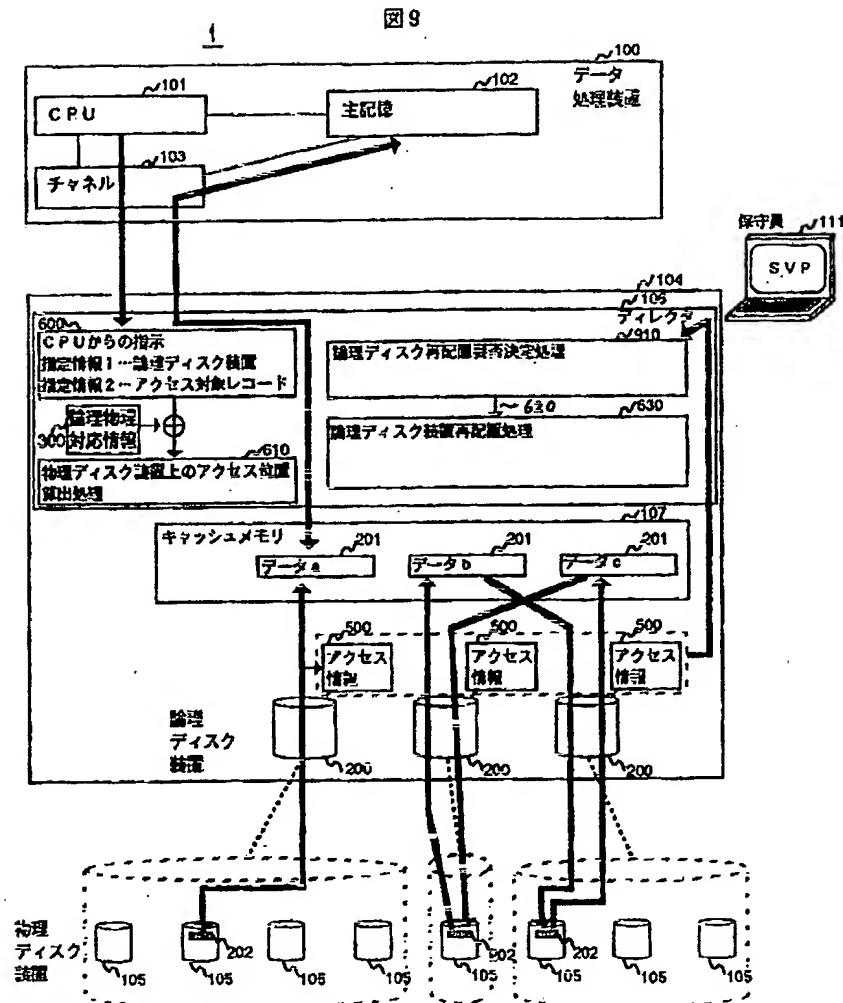 図9
1
100
データ
処理装置
101
CPU
102
主記憶
103
チャネル
保守員
111
SVP
104
106
ディレクタ
600
CPUからの指示
指定情報1…論理ディスク装置
指定情報2…アクセス対象レコード
910
論理ディスク再配置要否決定処理
620
630
論理ディスク装置再配置処理
論理物理
対応情報
300
610
物理ディスク装置上のアクセス位置
算出処理
107
キャッシュメモリ
201
データa
201
データb
201
データc
500
アクセス
情報
500
アクセス
情報
500
アクセス
情報
論理
ディスク
装置
200
200
200
物理
ディスク
装置
105
202
105
105
105
902
105
202
105
105
105